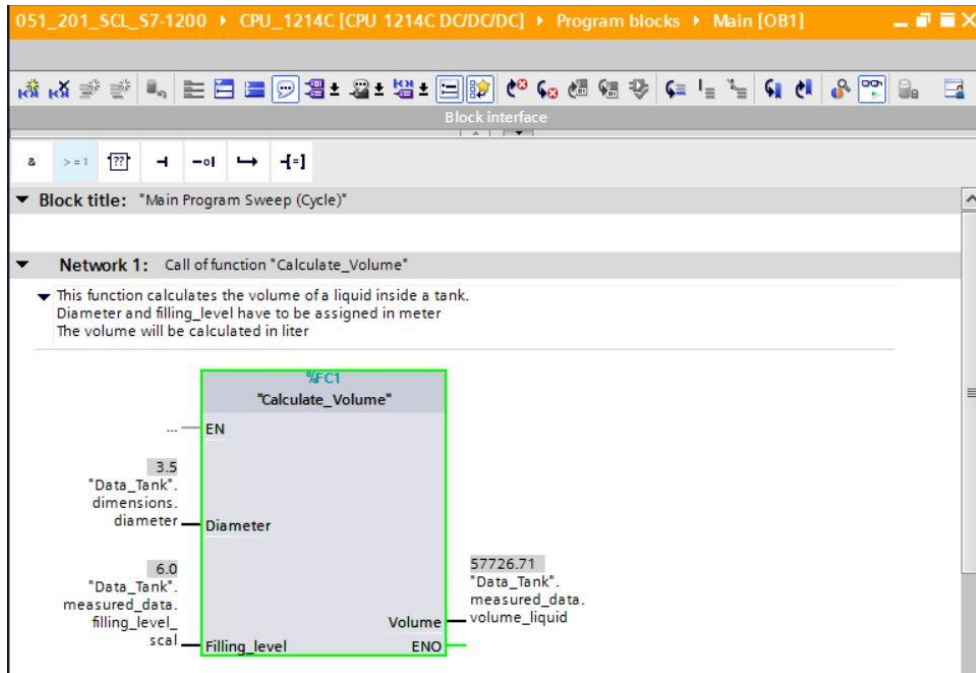 051_201_SCL_S7-1200 ▸ CPU_1214C [CPU 1214C DC/DC/DC] ▸ Program blocks ▸ Main [OB1]
Block interface
& >=1 ??
Block title: "Main Program Sweep (Cycle)"
Network 1: Call of function "Calculate_Volume"
This function calculates the volume of a liquid inside a tank.
Diameter and filling_level have to be assigned in meter
The volume will be calculated in liter
%FC1
"Calculate_Volume"
... EN
3.5
"Data_Tank".
dimensions.
diameter Diameter
6.0
"Data_Tank".
measured_data.
filling_level_
scal Filling_level
57726.71
"Data_Tank".
measured_data.
Volume volume_liquid
ENO